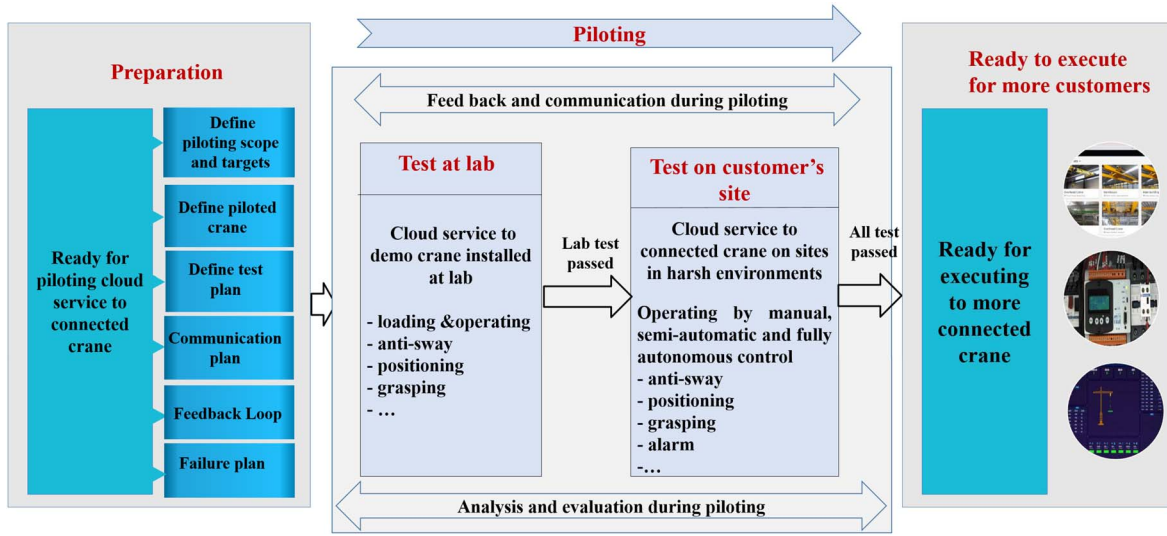 Preparation
Ready for
piloting cloud
service to
connected
crane
Define
piloting scope
and targets
Define piloted
crane
Define test
plan
Communication
plan
Feedback Loop
Failure plan
Piloting
Feed back and communication during piloting
Test at lab
Cloud service to
demo crane installed
at lab
- loading &operating
- anti-sway
- positioning
- grasping
- ...
Lab test
passed
Test on customer's
site
Cloud service to
connected crane on sites
in harsh environments
Operating by manual,
semi-automatic and fully
autonomous control
- anti-sway
- positioning
- grasping
- alarm
-...
All test
passed
Analysis and evaluation during piloting
Ready to execute
for more customers
Ready for
executing
to more
connected
crane